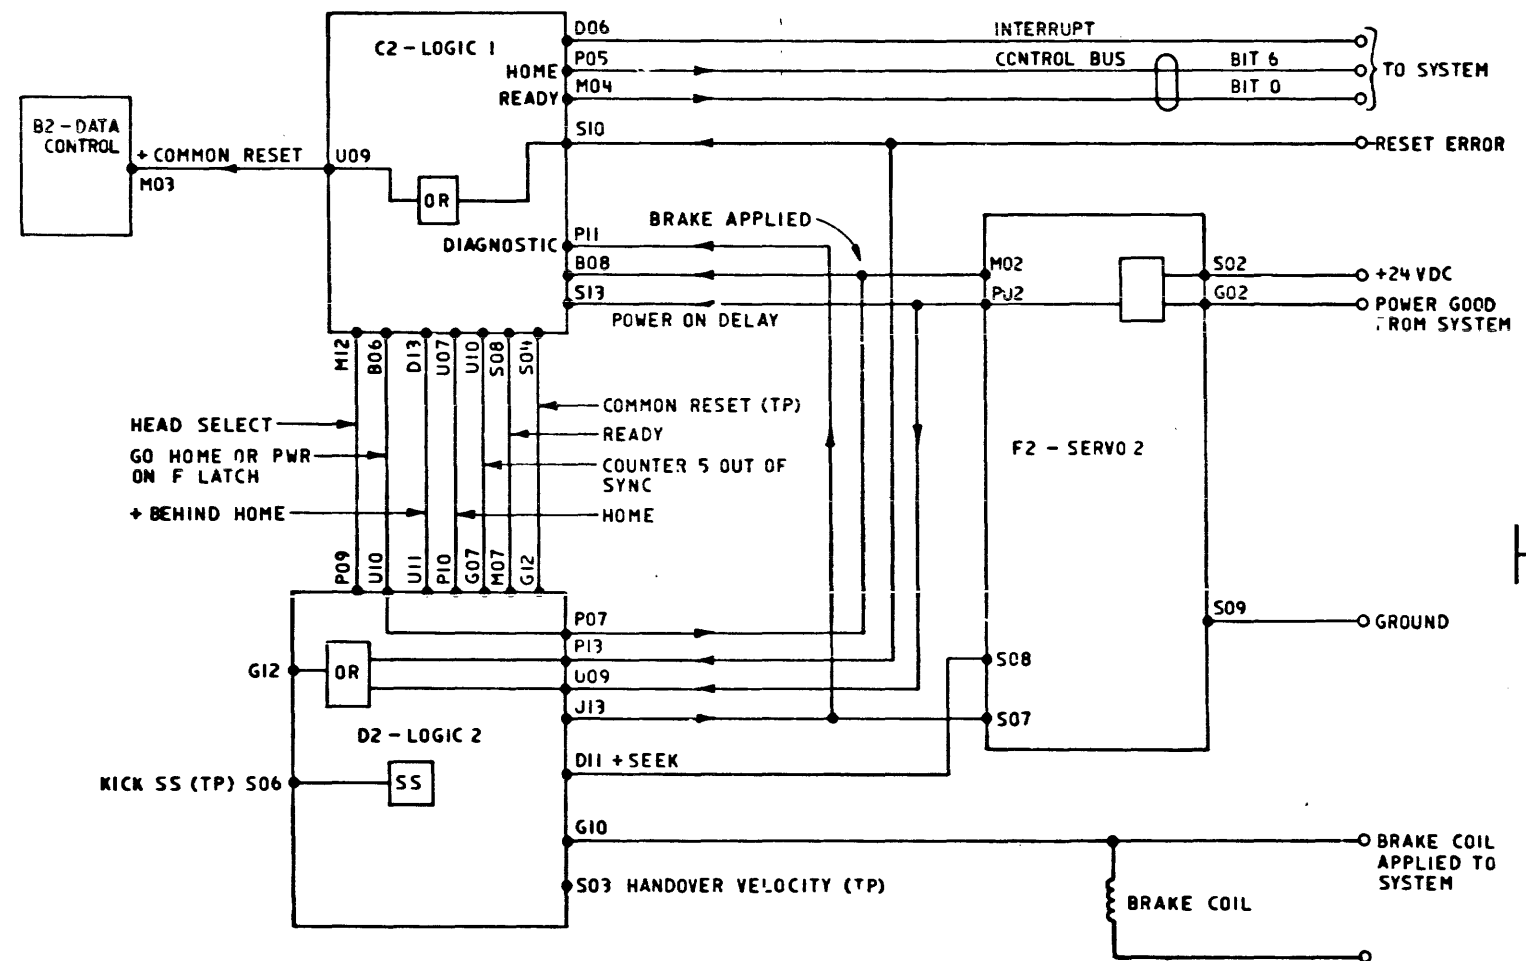 D06
INTERRUPT
C2-LOGIC 1
HOME
P05
CONTROL BUS
BIT 6
TO SYSTEM
READY
M04
BIT 0
B2-DATA
CONTROL
+ COMMON RESET
M03
U09
OR
S10
RESET ERROR
BRAKE APPLIED
DIAGNOSTIC
P11
B08
S13
POWER ON DELAY
M02
P02
S02
+24 VDC
G02
POWER GOOD
FROM SYSTEM
M12
B06
D13
U07
U10
S08
S04
HEAD SELECT
GO HOME OR PWR
ON F LATCH
+ BEHIND HOME
COMMON RESET (TP)
READY
COUNTER 5 OUT OF
SYNC
HOME
F2-SERVO 2
P09
U10
U11
P10
G07
M07
G12
P07
P13
U09
J13
G12
OR
D2-LOGIC 2
S09
GROUND
S08
S07
D11 + SEEK
KICK SS (TP) S06
SS
G10
BRAKE COIL
APPLIED TO
SYSTEM
S03 HANDOVER VELOCITY (TP)
BRAKE COIL